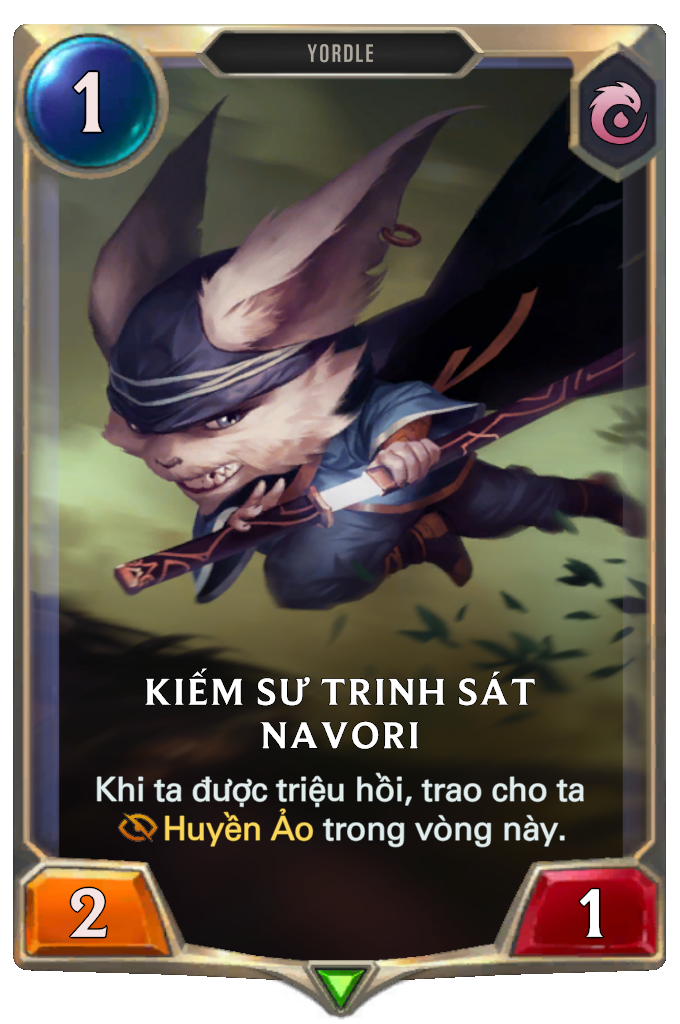 1
YORDLE
KIẾM SƯ TRINH SÁT
NAVORI
Khi ta được triệu hồi, trao cho ta
Huyền Ảo trong vòng này.
2
1